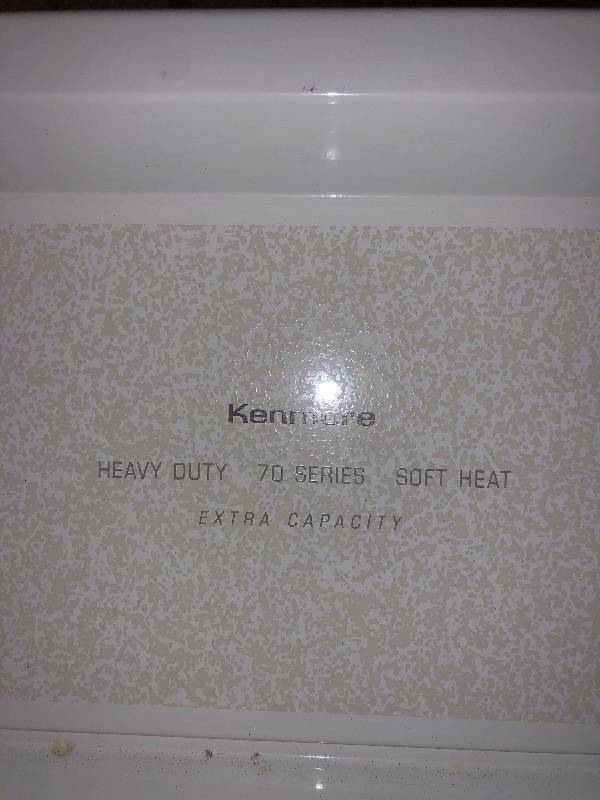 Kenmore
HEAVY DUTY 70 SERIES SOFT HEAT
EXTRA CAPACITY